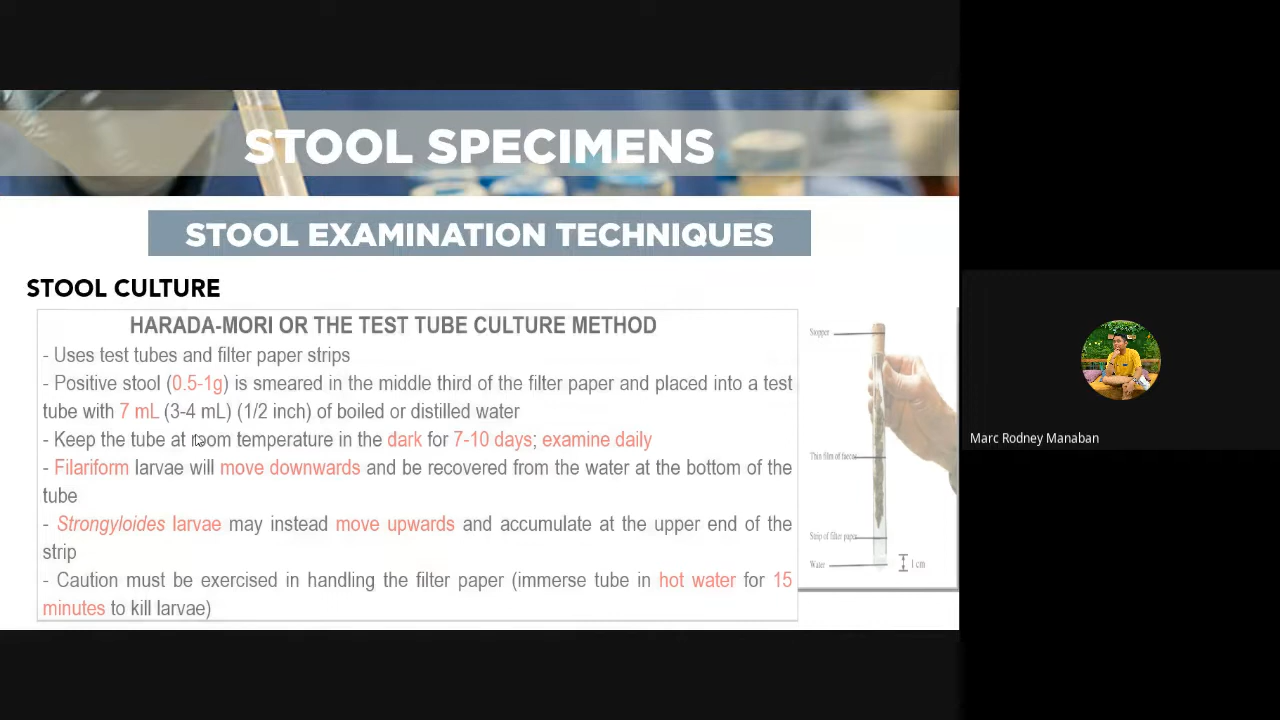 STOOL SPECIMENS
STOOL EXAMINATION TECHNIQUES
STOOL CULTURE
HARADA-MORI OR THE TEST TUBE CULTURE METHOD
- Uses test tubes and filter paper strips
- Positive stool (0.5-1g) is smeared in the middle third of the filter paper and placed into a test
tube with 7 mL (3-4 mL) (1/2 inch) of boiled or distilled water
- Keep the tube at room temperature in the dark for 7-10 days; examine daily
- Filariform larvae will move downwards and be recovered from the water at the bottom of the
tube
- Strongyloides larvae may instead move upwards and accumulate at the upper end of the
strip
- Caution must be exercised in handling the filter paper (immerse tube in hot water for 15
minutes to kill larvae)
Stopper
Thin film of faeces
Strip of filter paper
Water
1 cm
Marc Rodney Manaban